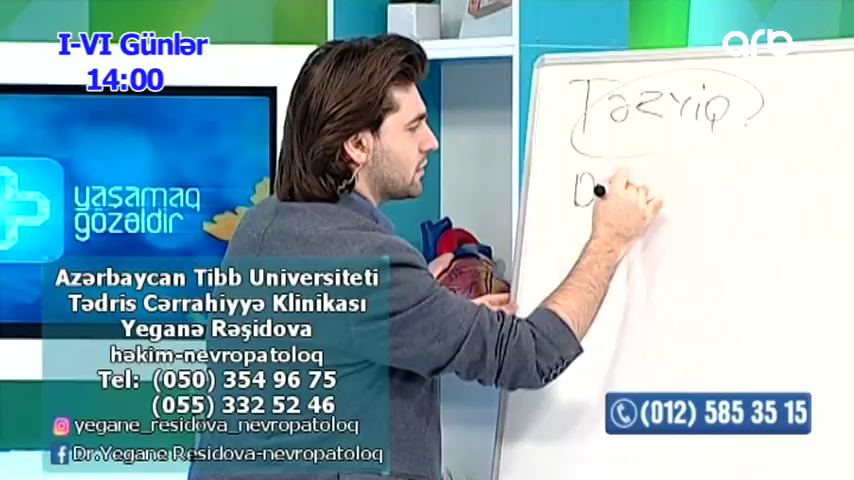 I-VI Günlər
14:00
arb
Təzyiq?
D
yaşamaq
gözəldir
Azərbaycan Tibb Universiteti
Tədris Cərrahiyyə Klinikası
Yeganə Rəşidova
həkim-nevropatoloq
Tel: (050) 354 96 75
(055) 332 52 46
yegane_residova_nevropatoloq
Dr.Yegane Residova-nevropatoloq
(012) 585 35 15